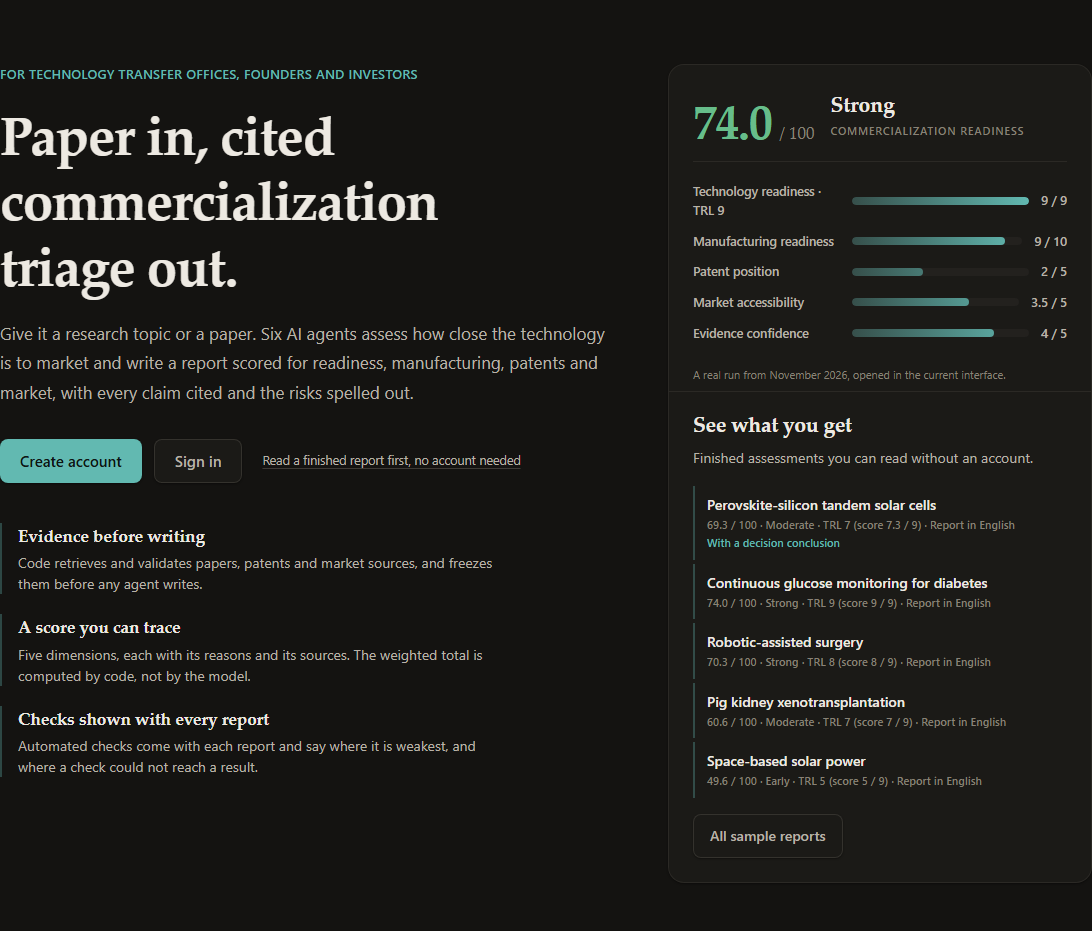 FOR TECHNOLOGY TRANSFER OFFICES, FOUNDERS AND INVESTORS
Paper in, cited
commercialization
triage out.
Give it a research topic or a paper. Six AI agents assess how close the technology
is to market and write a report scored for readiness, manufacturing, patents and
market, with every claim cited and the risks spelled out.
Create account
Sign in
Read a finished report first, no account needed
Evidence before writing
Code retrieves and validates papers, patents and market sources, and freezes
them before any agent writes.
A score you can trace
Five dimensions, each with its reasons and its sources. The weighted total is
computed by code, not by the model.
Checks shown with every report
Automated checks come with each report and say where it is weakest, and
where a check could not reach a result.
74.0 / 100
Strong
COMMERCIALIZATION READINESS
Technology readiness ·
TRL 9
9 / 9
Manufacturing readiness 9 / 10
Patent position 2 / 5
Market accessibility 3.5 / 5
Evidence confidence 4 / 5
A real run from November 2026, opened in the current interface.
See what you get
Finished assessments you can read without an account.
Perovskite-silicon tandem solar cells
69.3 / 100 · Moderate · TRL 7 (score 7.3 / 9) · Report in English
With a decision conclusion
Continuous glucose monitoring for diabetes
74.0 / 100 · Strong · TRL 9 (score 9 / 9) · Report in English
Robotic-assisted surgery
70.3 / 100 · Strong · TRL 8 (score 8 / 9) · Report in English
Pig kidney xenotransplantation
60.6 / 100 · Moderate · TRL 7 (score 7 / 9) · Report in English
Space-based solar power
49.6 / 100 · Early · TRL 5 (score 5 / 9) · Report in English
All sample reports